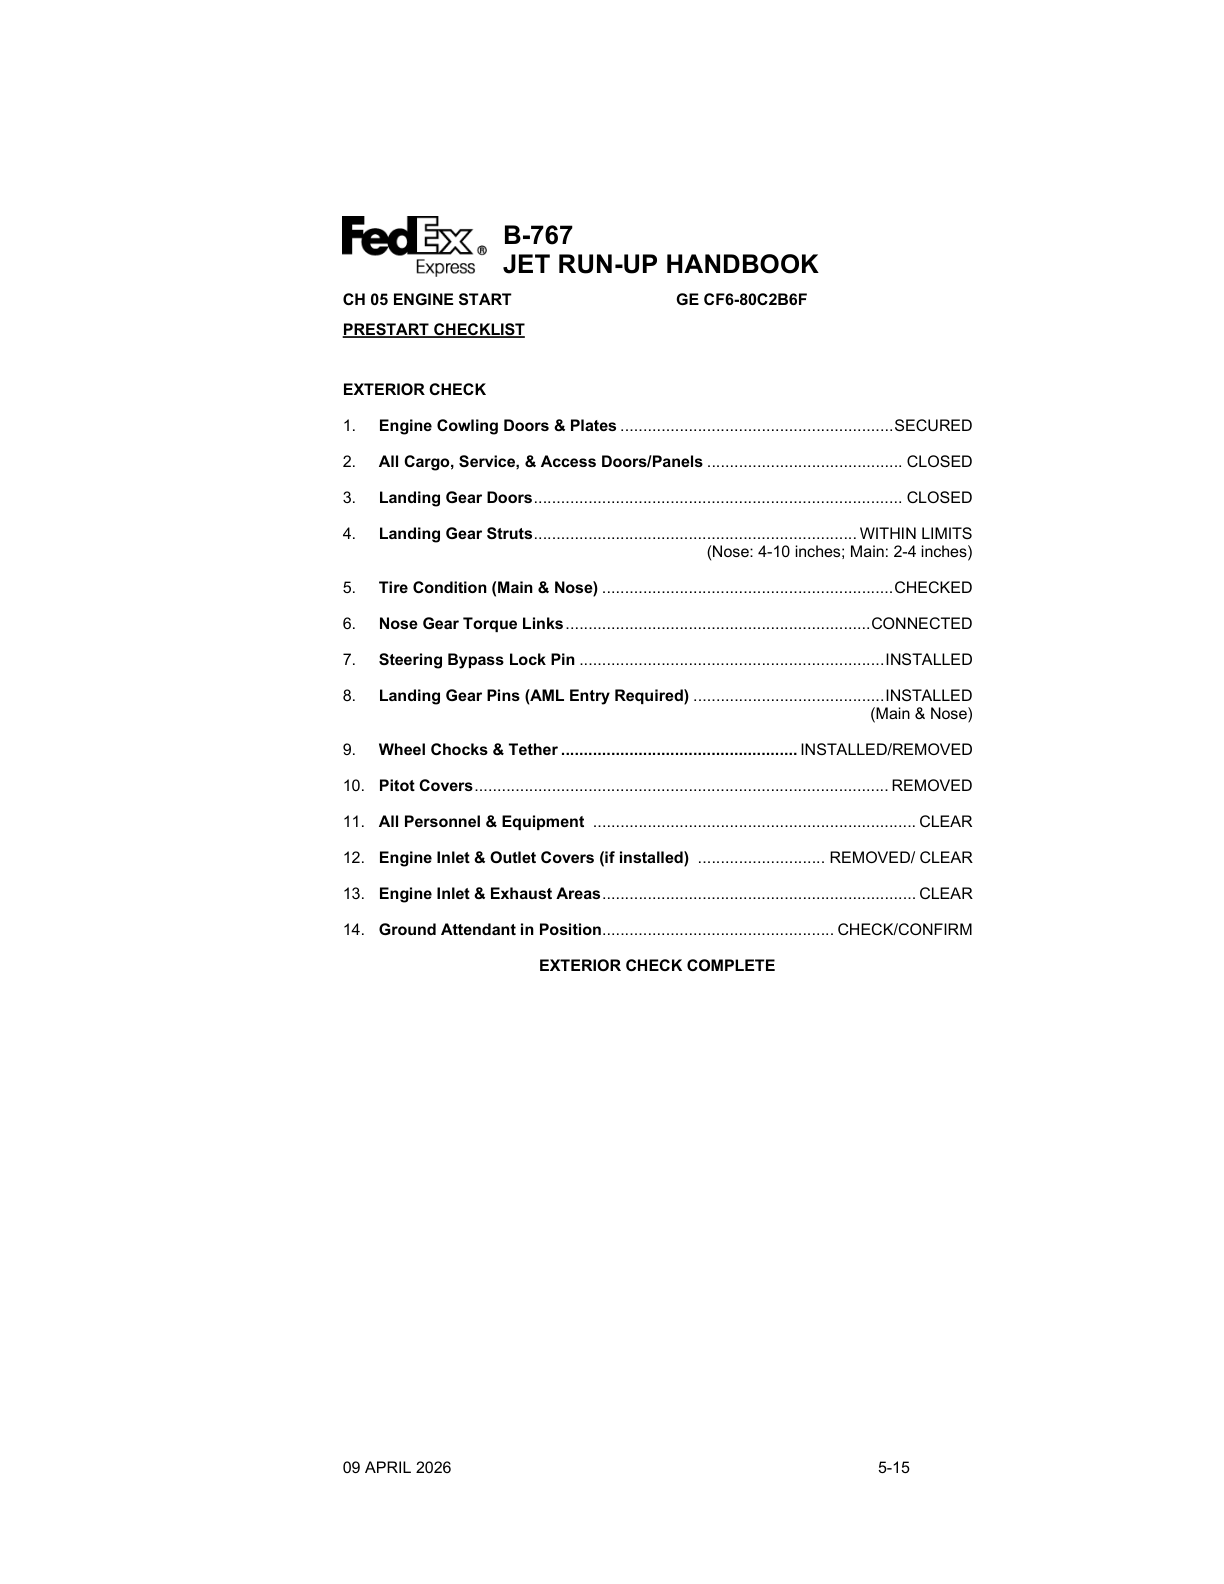 FedEx® B-767
Express JET RUN-UP HANDBOOK
CH 05 ENGINE START GE CF6-80C2B6F
PRESTART CHECKLIST
EXTERIOR CHECK
1. Engine Cowling Doors & Plates ............................................................SECURED
2. All Cargo, Service, & Access Doors/Panels ........................................... CLOSED
3. Landing Gear Doors................................................................................. CLOSED
4. Landing Gear Struts....................................................................... WITHIN LIMITS
(Nose: 4-10 inches; Main: 2-4 inches)
5. Tire Condition (Main & Nose) ................................................................CHECKED
6. Nose Gear Torque Links...................................................................CONNECTED
7. Steering Bypass Lock Pin ...................................................................INSTALLED
8. Landing Gear Pins (AML Entry Required) ..........................................INSTALLED
(Main & Nose)
9. Wheel Chocks & Tether .................................................... INSTALLED/REMOVED
10. Pitot Covers........................................................................................... REMOVED
11. All Personnel & Equipment ....................................................................... CLEAR
12. Engine Inlet & Outlet Covers (if installed) ............................ REMOVED/ CLEAR
13. Engine Inlet & Exhaust Areas..................................................................... CLEAR
14. Ground Attendant in Position................................................... CHECK/CONFIRM
EXTERIOR CHECK COMPLETE
09 APRIL 2026 5-15